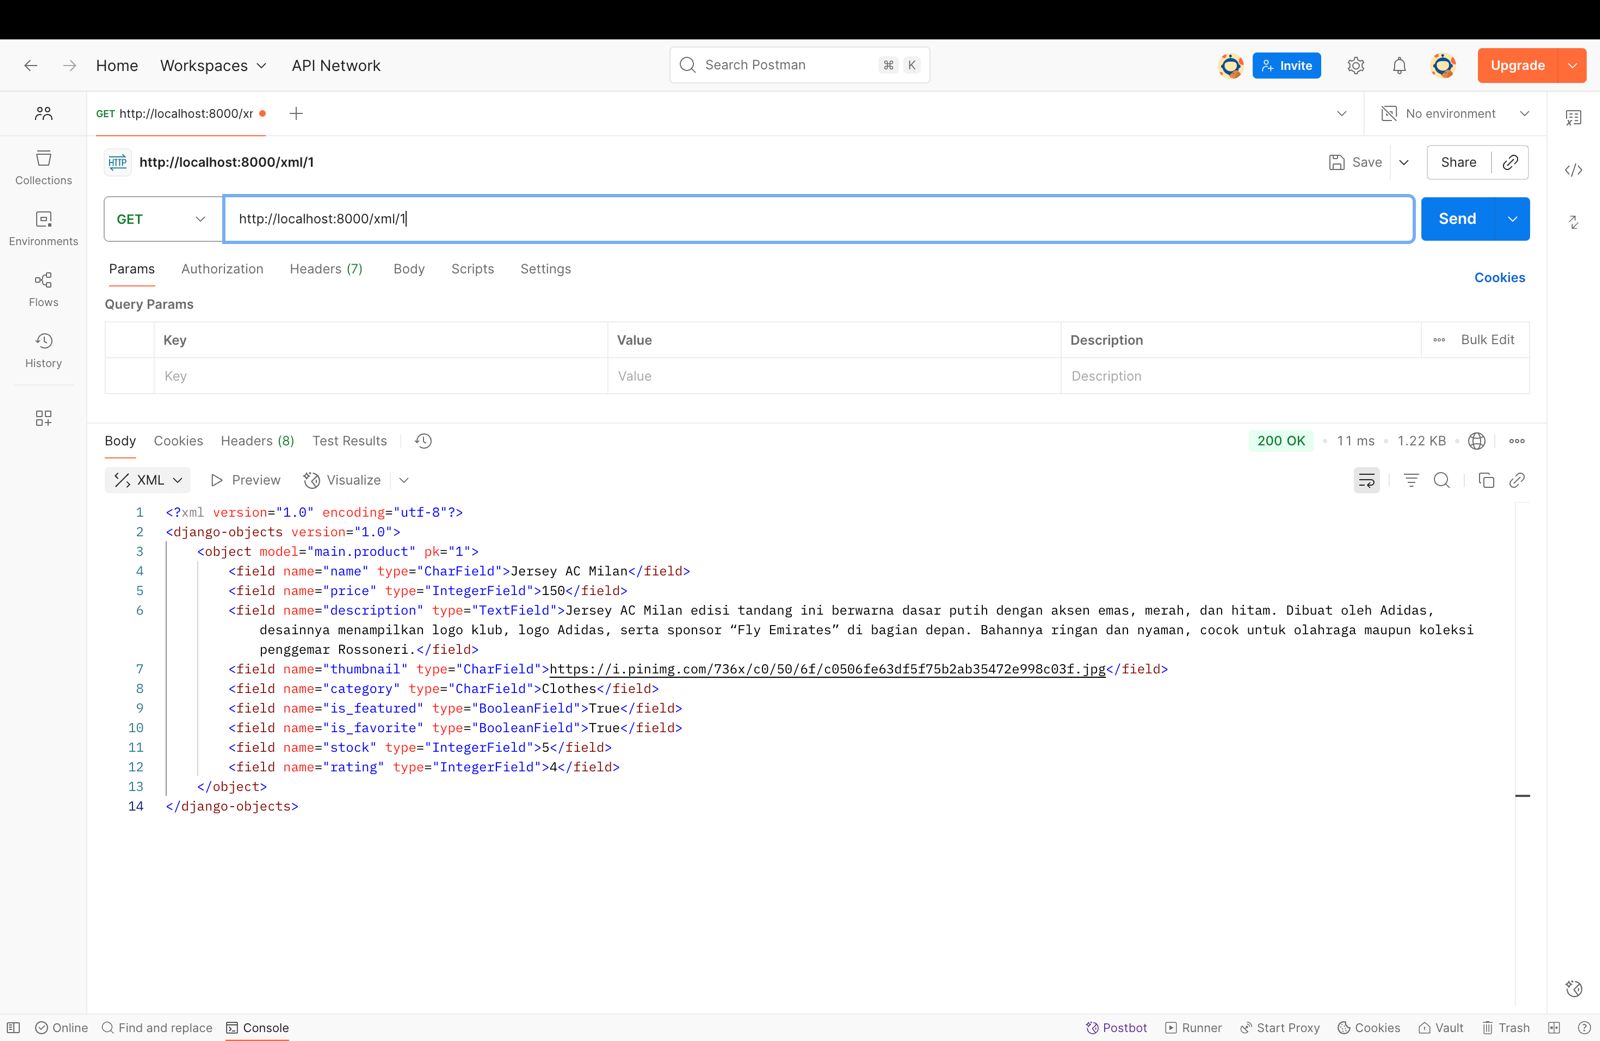 Home
Workspaces
API Network
Search Postman
⌘ K
Invite
Upgrade
GET http://localhost:8000/xr
No environment
HTTP
http://localhost:8000/xml/1
Save
Share
Collections
Environments
Flows
History
GET
http://localhost:8000/xml/1
Send
Params Authorization Headers (7) Body Scripts Settings
Cookies
Query Params
Key Value Description Bulk Edit
Key Value Description
Body Cookies Headers (8) Test Results
200 OK • 11 ms • 1.22 KB
XML Preview Visualize
1 <?xml version="1.0" encoding="utf-8"?>
2 <django-objects version="1.0">
3 <object model="main.product" pk="1">
4 <field name="name" type="CharField">Jersey AC Milan</field>
5 <field name="price" type="IntegerField">150</field>
6 <field name="description" type="TextField">Jersey AC Milan edisi tandang ini berwarna dasar putih dengan aksen emas, merah, dan hitam. Dibuat oleh Adidas,
desainnya menampilkan logo klub, logo Adidas, serta sponsor “Fly Emirates” di bagian depan. Bahannya ringan dan nyaman, cocok untuk olahraga maupun koleksi
penggemar Rossoneri.</field>
7 <field name="thumbnail" type="CharField">https://i.pinimg.com/736x/c0/50/6f/c0506fe63df5f75b2ab35472e998c03f.jpg</field>
8 <field name="category" type="CharField">Clothes</field>
9 <field name="is_featured" type="BooleanField">True</field>
10 <field name="is_favorite" type="BooleanField">True</field>
11 <field name="stock" type="IntegerField">5</field>
12 <field name="rating" type="IntegerField">4</field>
13 </object>
14 </django-objects>
Online Find and replace Console
Postbot Runner Start Proxy Cookies Vault Trash